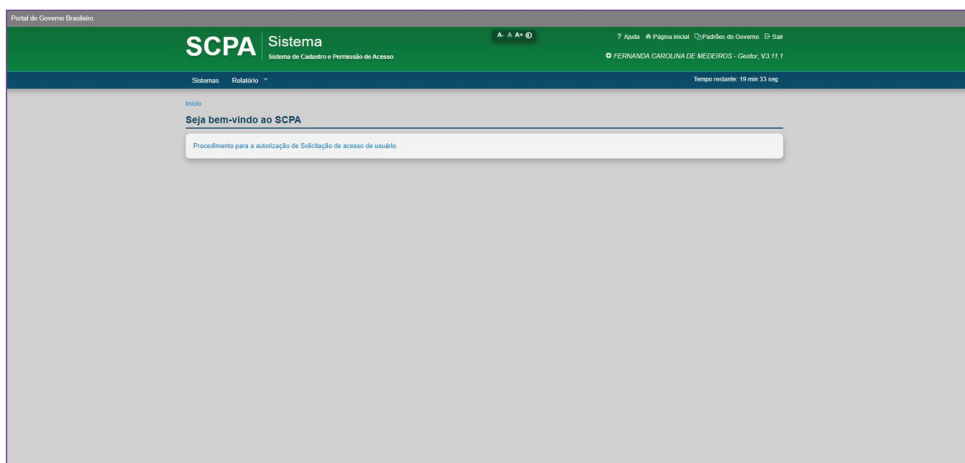 Portal do Governo Brasileiro
SCPA
Sistema
Sistema de Cadastro e Permissão de Acesso
A- A A+
? Ajuda Página inicial Padrões do Governo Sair
FERNANDA CAROLINA DE MEDEIROS - Gestor, V3.11.1
Sistemas Relatório
Tempo restante: 19 min 33 seg
Início
Seja bem-vindo ao SCPA
Procedimento para a autorização de Solicitação de acesso de usuário